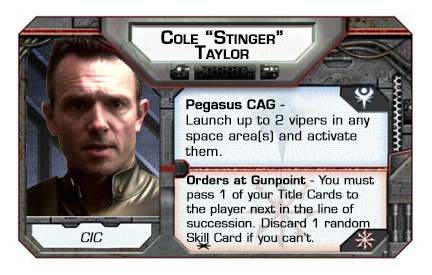 Cole “Stinger”
Taylor
Pegasus CAG -
Launch up to 2 vipers in any
space area(s) and activate
them.
Orders at Gunpoint - You must
pass 1 of your Title Cards to
the player next in the line of
succession. Discard 1 random
Skill Card if you can't.
CIC